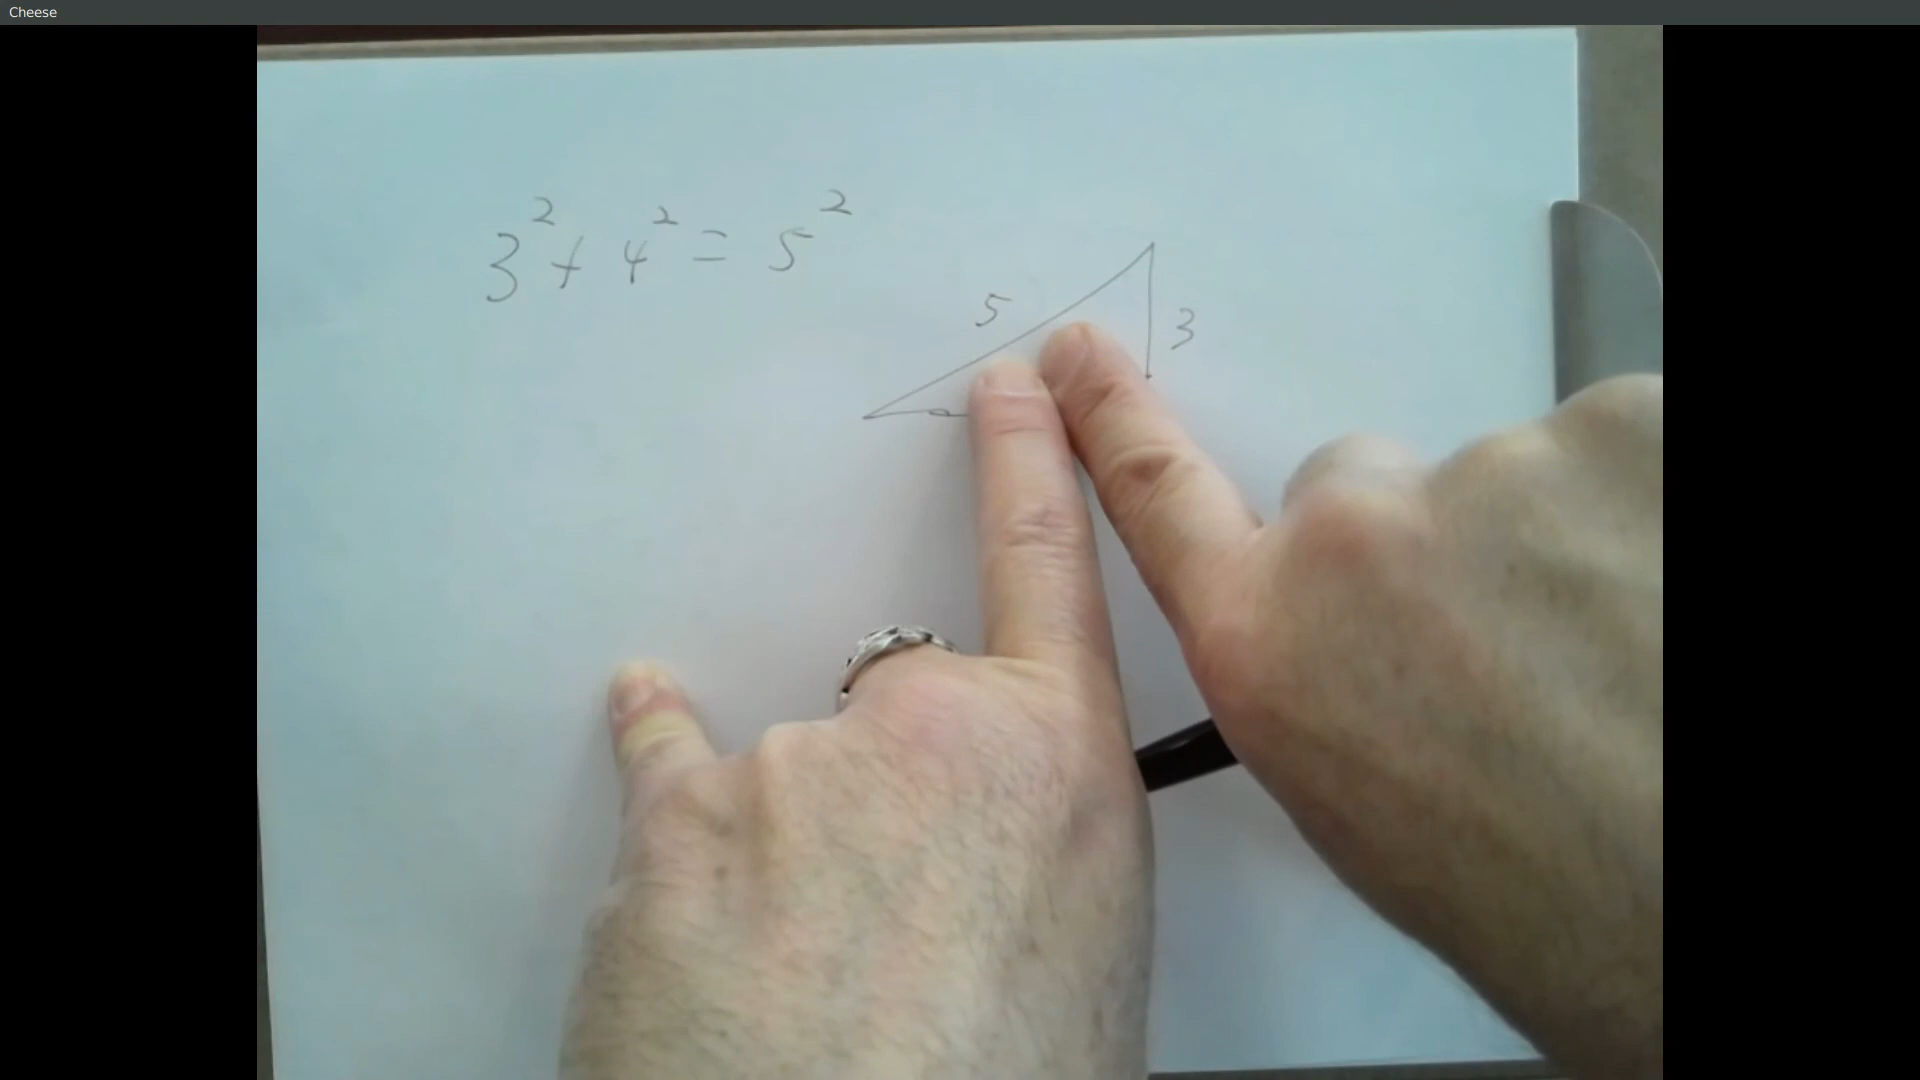 Cheese
3² + 4² = 5²
5
3